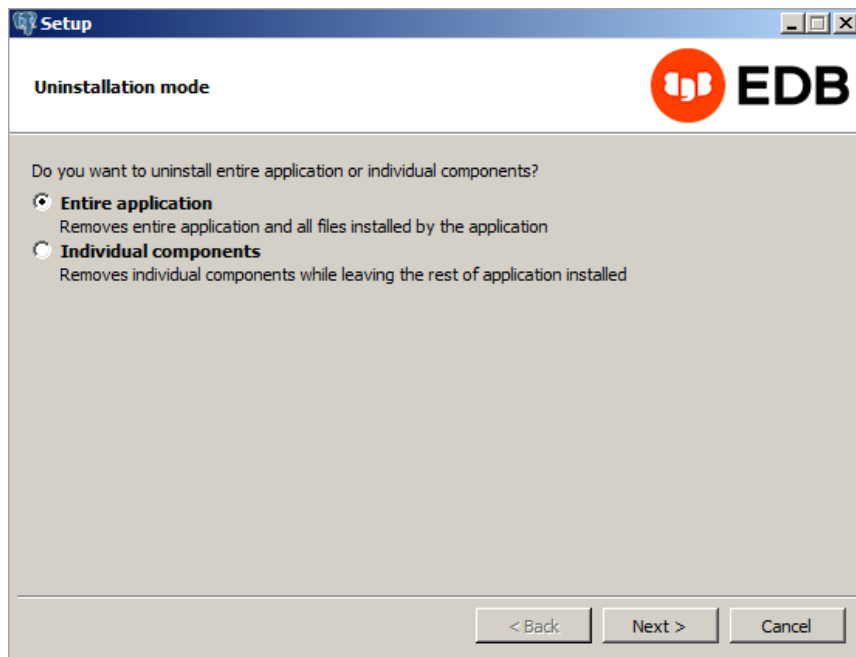 Setup
Uninstallation mode
EDB
Do you want to uninstall entire application or individual components?
Entire application
Removes entire application and all files installed by the application
Individual components
Removes individual components while leaving the rest of application installed
< Back
Next >
Cancel